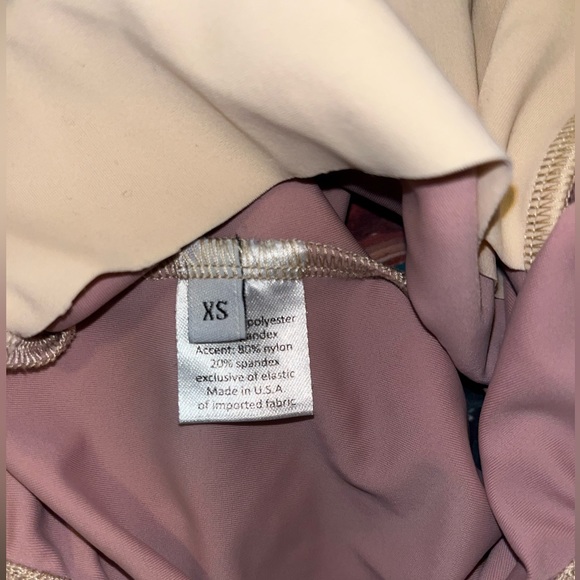 XS
polyester
Accent: 80% nylon
20% spandex
exclusive of elastic
Made in U.S.A.
of imported fabric